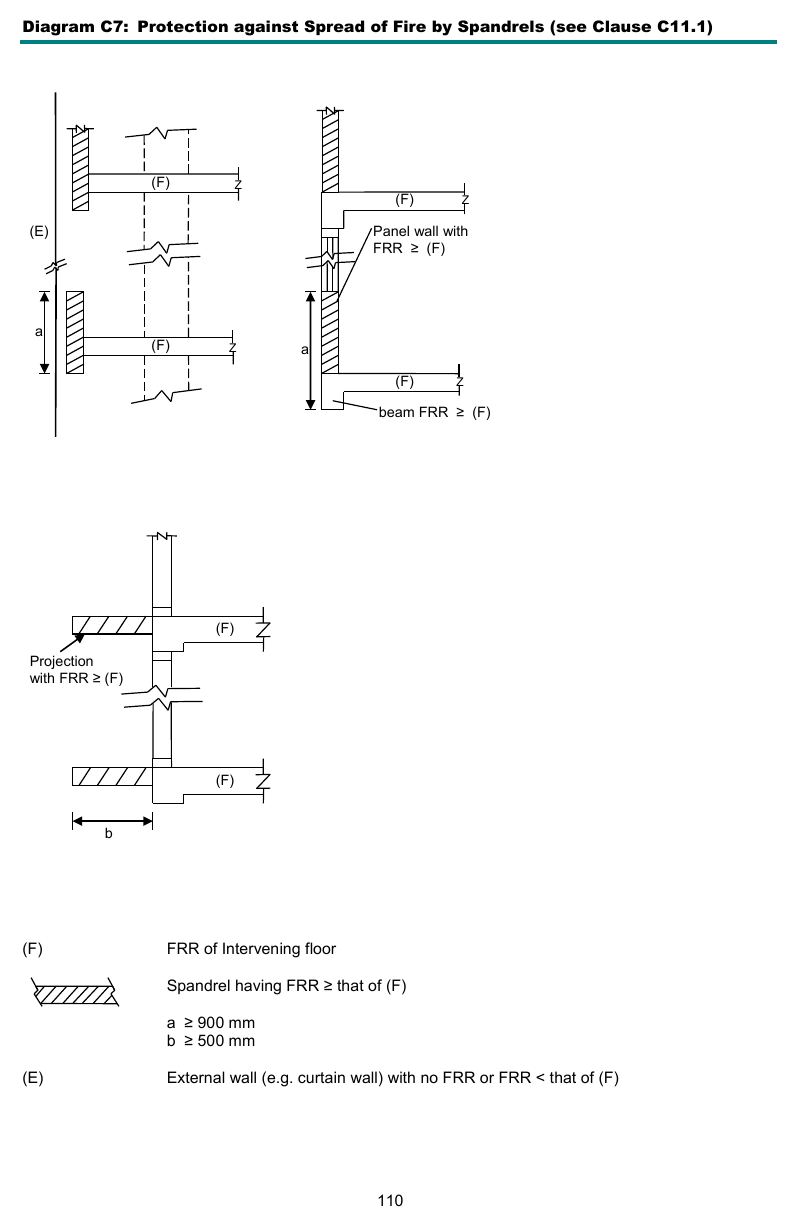 Diagram C7: Protection against Spread of Fire by Spandrels (see Clause C11.1)
(F)
(E)
a
(F)
(F)
Panel wall with
FRR ≥ (F)
a
(F)
beam FRR ≥ (F)
(F)
Projection
with FRR ≥ (F)
(F)
b
(F) FRR of Intervening floor
Spandrel having FRR ≥ that of (F)
a ≥ 900 mm
b ≥ 500 mm
(E) External wall (e.g. curtain wall) with no FRR or FRR < that of (F)
110